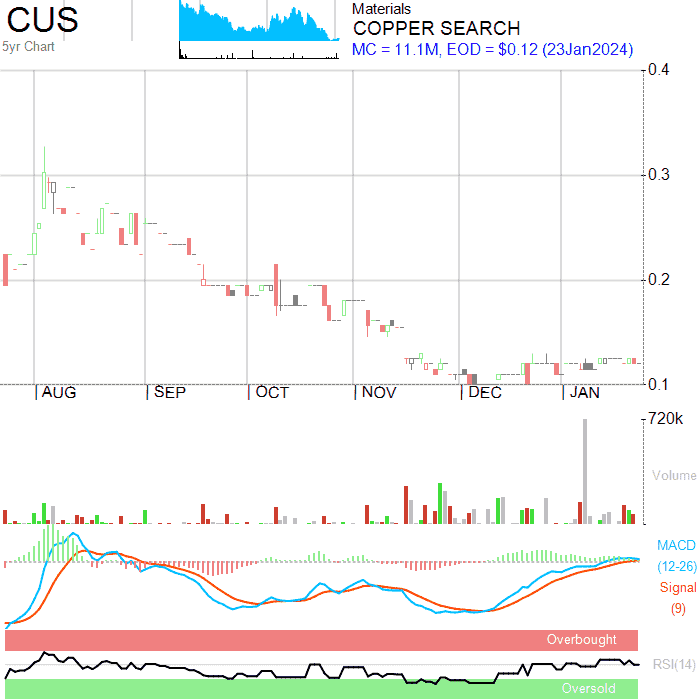 CUS
5yr Chart
Materials
COPPER SEARCH
MC = 11.1M, EOD = $0.12 (23Jan2024)
0.4
0.3
0.2
0.1
AUG
SEP
OCT
NOV
DEC
JAN
720k
Volume
MACD
(12-26)
Signal
(9)
Overbought
RSI(14)
Oversold